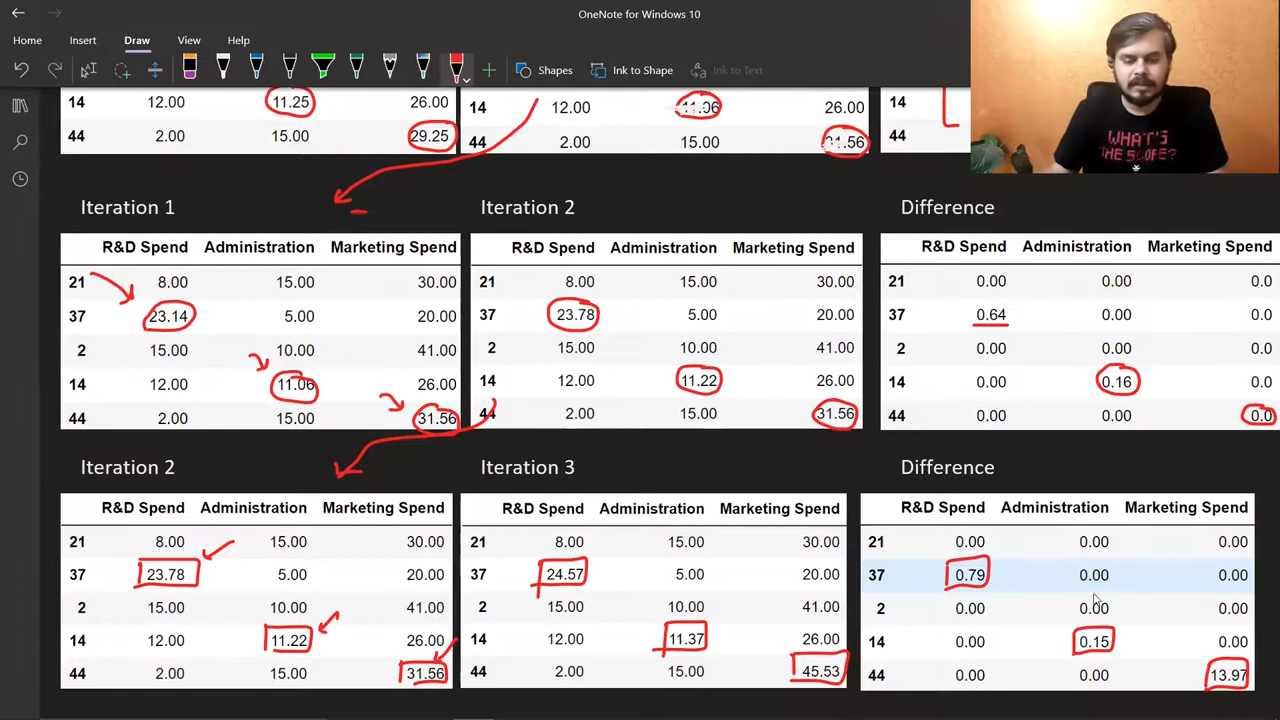 OneNote for Windows 10
Home Insert Draw View Help
Shapes Ink to Shape Ink to Text
14 12.00 11.25 26.00
44 2.00 15.00 29.25
14 12.00 11.06 26.00
44 2.00 15.00 31.56
14
44
WHAT'S
THE SCOPE?
Iteration 1
R&D Spend Administration Marketing Spend
21 8.00 15.00 30.00
37 23.14 5.00 20.00
2 15.00 10.00 41.00
14 12.00 11.06 26.00
44 2.00 15.00 31.56
Iteration 2
R&D Spend Administration Marketing Spend
21 8.00 15.00 30.00
37 23.78 5.00 20.00
2 15.00 10.00 41.00
14 12.00 11.22 26.00
44 2.00 15.00 31.56
Difference
R&D Spend Administration Marketing Spend
21 0.00 0.00 0.0
37 0.64 0.00 0.0
2 0.00 0.00 0.0
14 0.00 0.16 0.0
44 0.00 0.00 0.0
Iteration 2
R&D Spend Administration Marketing Spend
21 8.00 15.00 30.00
37 23.78 5.00 20.00
2 15.00 10.00 41.00
14 12.00 11.22 26.00
44 2.00 15.00 31.56
Iteration 3
R&D Spend Administration Marketing Spend
21 8.00 15.00 30.00
37 24.57 5.00 20.00
2 15.00 10.00 41.00
14 12.00 11.37 26.00
44 2.00 15.00 45.53
Difference
R&D Spend Administration Marketing Spend
21 0.00 0.00 0.00
37 0.79 0.00 0.00
2 0.00 0.00 0.00
14 0.00 0.15 0.00
44 0.00 0.00 13.97